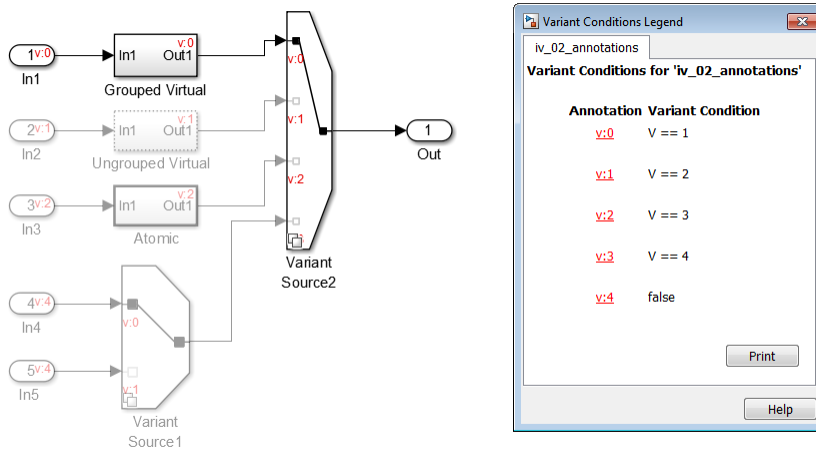 1 v:0
In1
In1 Out1
v:0
Grouped Virtual
v:0
2 v:1
In2
In1 Out1
v:1
Ungrouped Virtual
v:1
3 v:2
In3
In1 Out1
v:2
Atomic
v:2
Variant
Source2
1
Out
4 v:4
In4
v:0
5 v:4
In5
v:1
Variant
Source1
Variant Conditions Legend
iv_02_annotations
Variant Conditions for 'iv_02_annotations'
Annotation Variant Condition
v:0 V == 1
v:1 V == 2
v:2 V == 3
v:3 V == 4
v:4 false
Print
Help